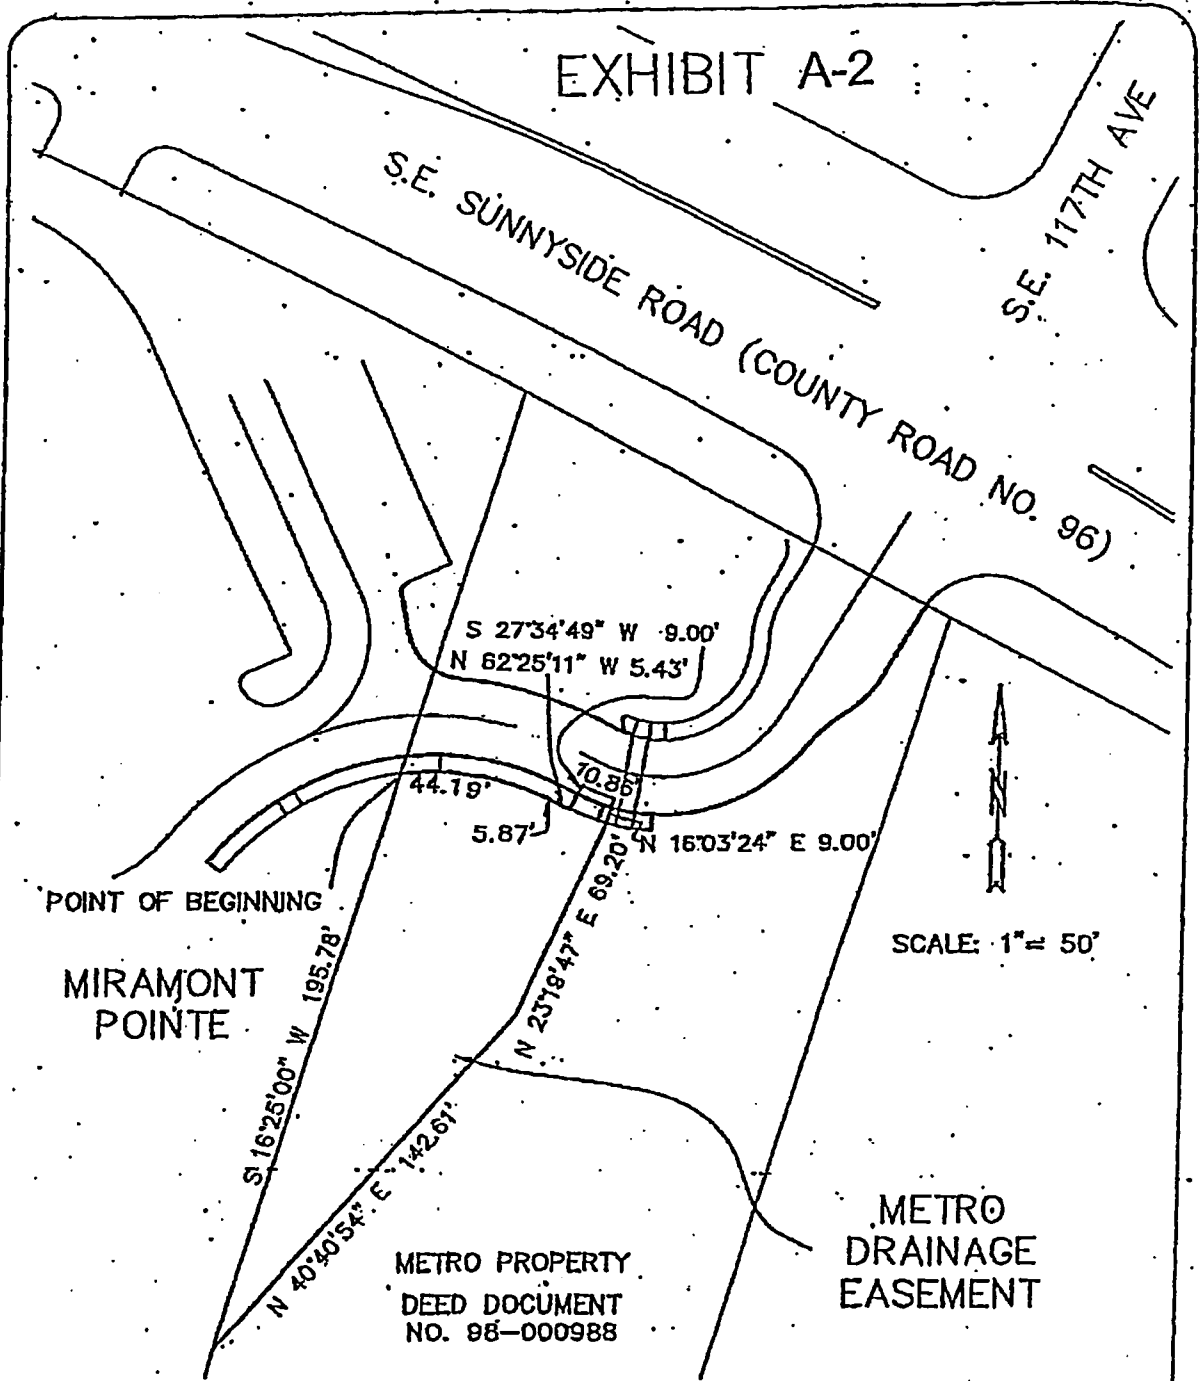 EXHIBIT A-2
S.E. 117TH AVE
S.E. SUNNYSIDE ROAD (COUNTY ROAD NO. 96)
S 27°34'49" W 9.00'
N 62°25'11" W 5.43'
10.86'
44.19'
5.87'
N 16°03'24" E 9.00'
POINT OF BEGINNING
N
SCALE: 1"= 50'
MIRAMONT
POINTE
S 16°25'00" W 195.78'
N 23°19'47" E 69.20'
N 40°40'54" E 142.61'
METRO
DRAINAGE
EASEMENT
METRO PROPERTY
DEED DOCUMENT
NO. 98-000988